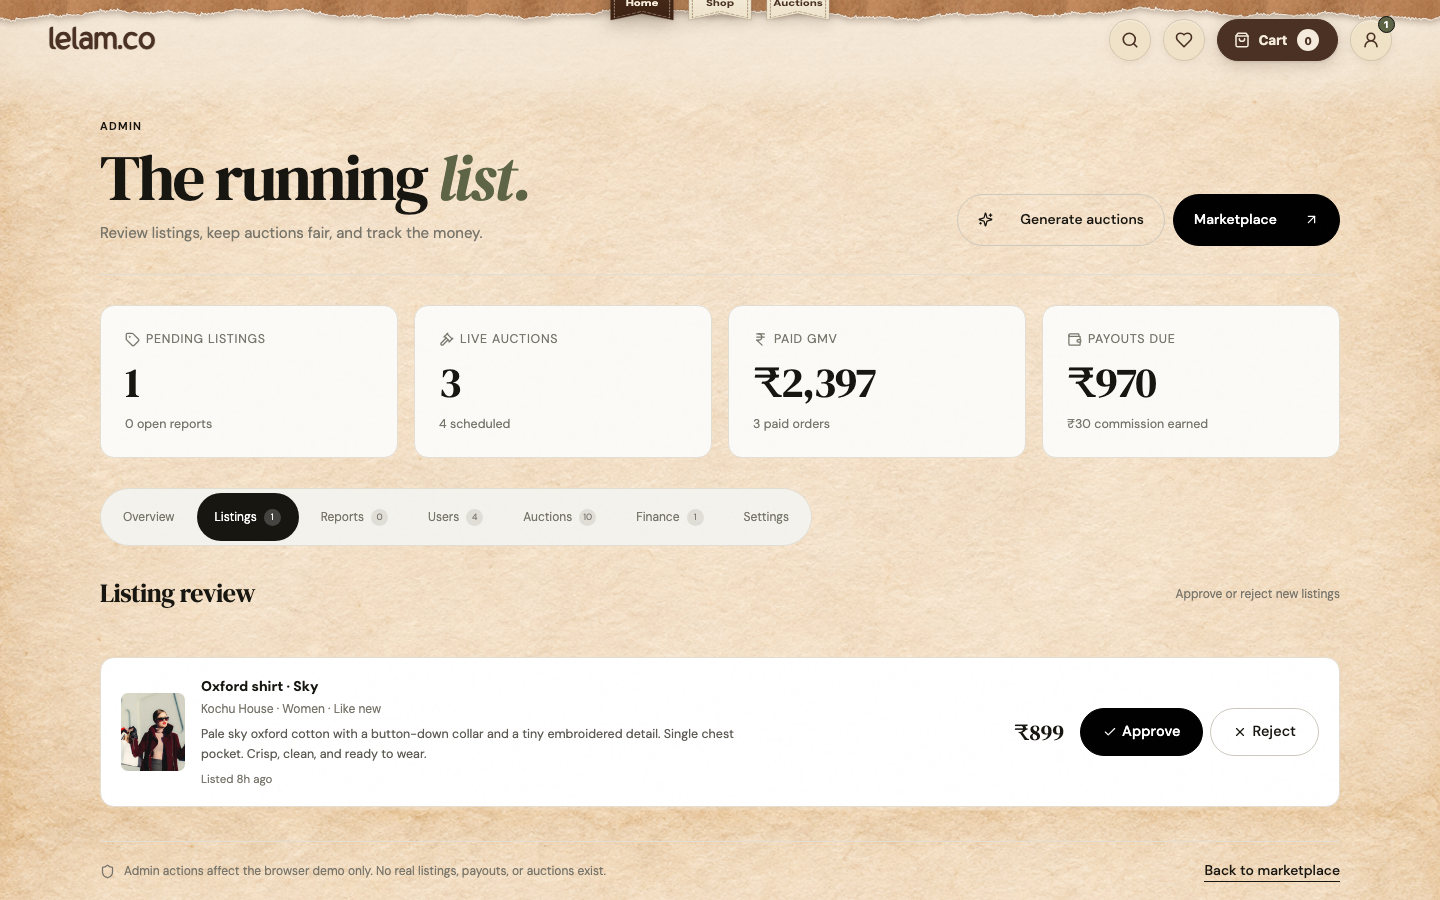 Home
Shop
Auctions
lelam.co
Cart 0
1
ADMIN
The running list.
Review listings, keep auctions fair, and track the money.
Generate auctions
Marketplace
PENDING LISTINGS
1
0 open reports
LIVE AUCTIONS
3
4 scheduled
PAID GMV
₹2,397
3 paid orders
PAYOUTS DUE
₹970
₹30 commission earned
Overview
Listings 1
Reports 0
Users 4
Auctions 10
Finance 1
Settings
Listing review
Approve or reject new listings
Oxford shirt · Sky
Kochu House · Women · Like new
Pale sky oxford cotton with a button-down collar and a tiny embroidered detail. Single chest
pocket. Crisp, clean, and ready to wear.
Listed 8h ago
₹899
Approve
Reject
Admin actions affect the browser demo only. No real listings, payouts, or auctions exist.
Back to marketplace